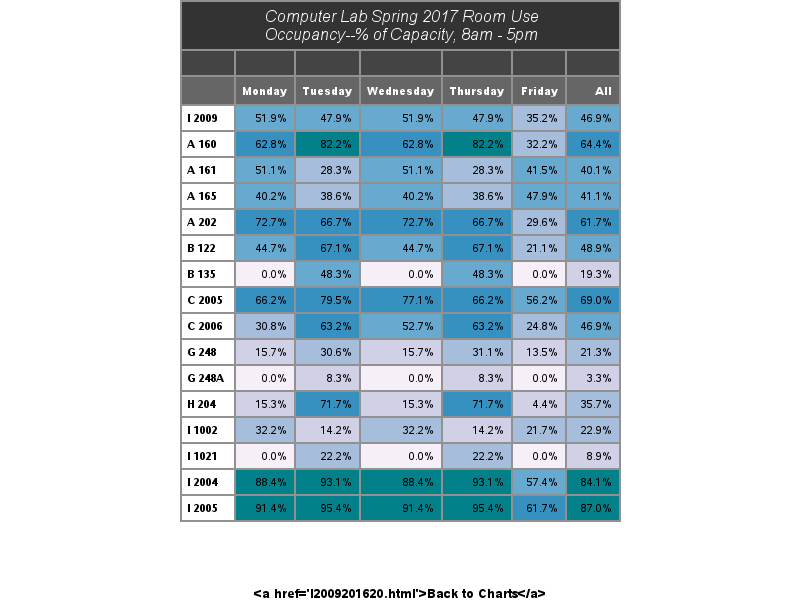 Computer Lab Spring 2017 Room Use
Occupancy--% of Capacity, 8am - 5pm
Monday Tuesday Wednesday Thursday Friday All
I 2009 51.9% 47.9% 51.9% 47.9% 35.2% 46.9%
A 160 62.8% 82.2% 62.8% 82.2% 32.2% 64.4%
A 161 51.1% 28.3% 51.1% 28.3% 41.5% 40.1%
A 165 40.2% 38.6% 40.2% 38.6% 47.9% 41.1%
A 202 72.7% 66.7% 72.7% 66.7% 29.6% 61.7%
B 122 44.7% 67.1% 44.7% 67.1% 21.1% 48.9%
B 135 0.0% 48.3% 0.0% 48.3% 0.0% 19.3%
C 2005 66.2% 79.5% 77.1% 66.2% 56.2% 69.0%
C 2006 30.8% 63.2% 52.7% 63.2% 24.8% 46.9%
G 248 15.7% 30.6% 15.7% 31.1% 13.5% 21.3%
G 248A 0.0% 8.3% 0.0% 8.3% 0.0% 3.3%
H 204 15.3% 71.7% 15.3% 71.7% 4.4% 35.7%
I 1002 32.2% 14.2% 32.2% 14.2% 21.7% 22.9%
I 1021 0.0% 22.2% 0.0% 22.2% 0.0% 8.9%
I 2004 88.4% 93.1% 88.4% 93.1% 57.4% 84.1%
I 2005 91.4% 95.4% 91.4% 95.4% 61.7% 87.0%
<a href='I2009201620.html'>Back to Charts</a>